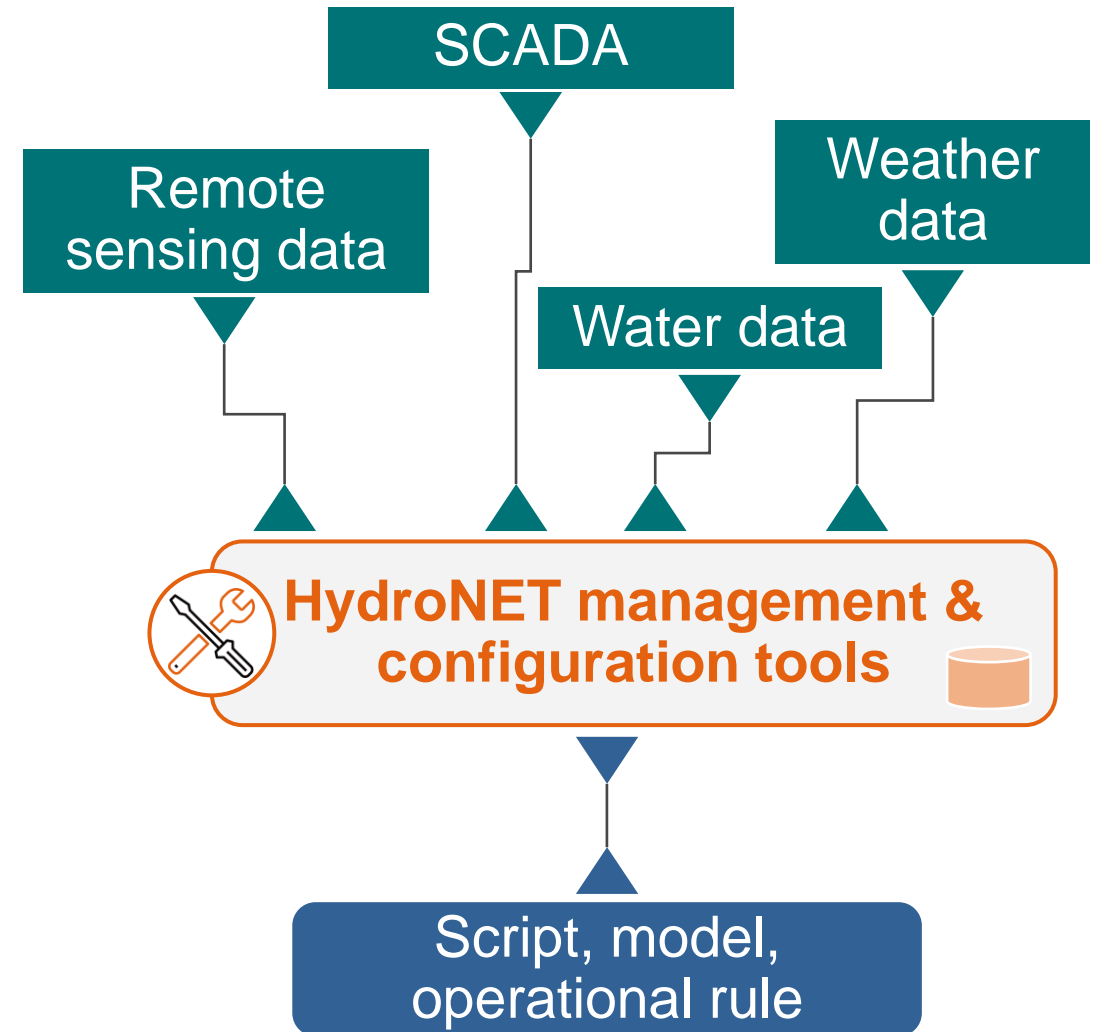 SCADA
Remote
sensing data
Weather
data
Water data
HydroNET management &
configuration tools
Script, model,
operational rule